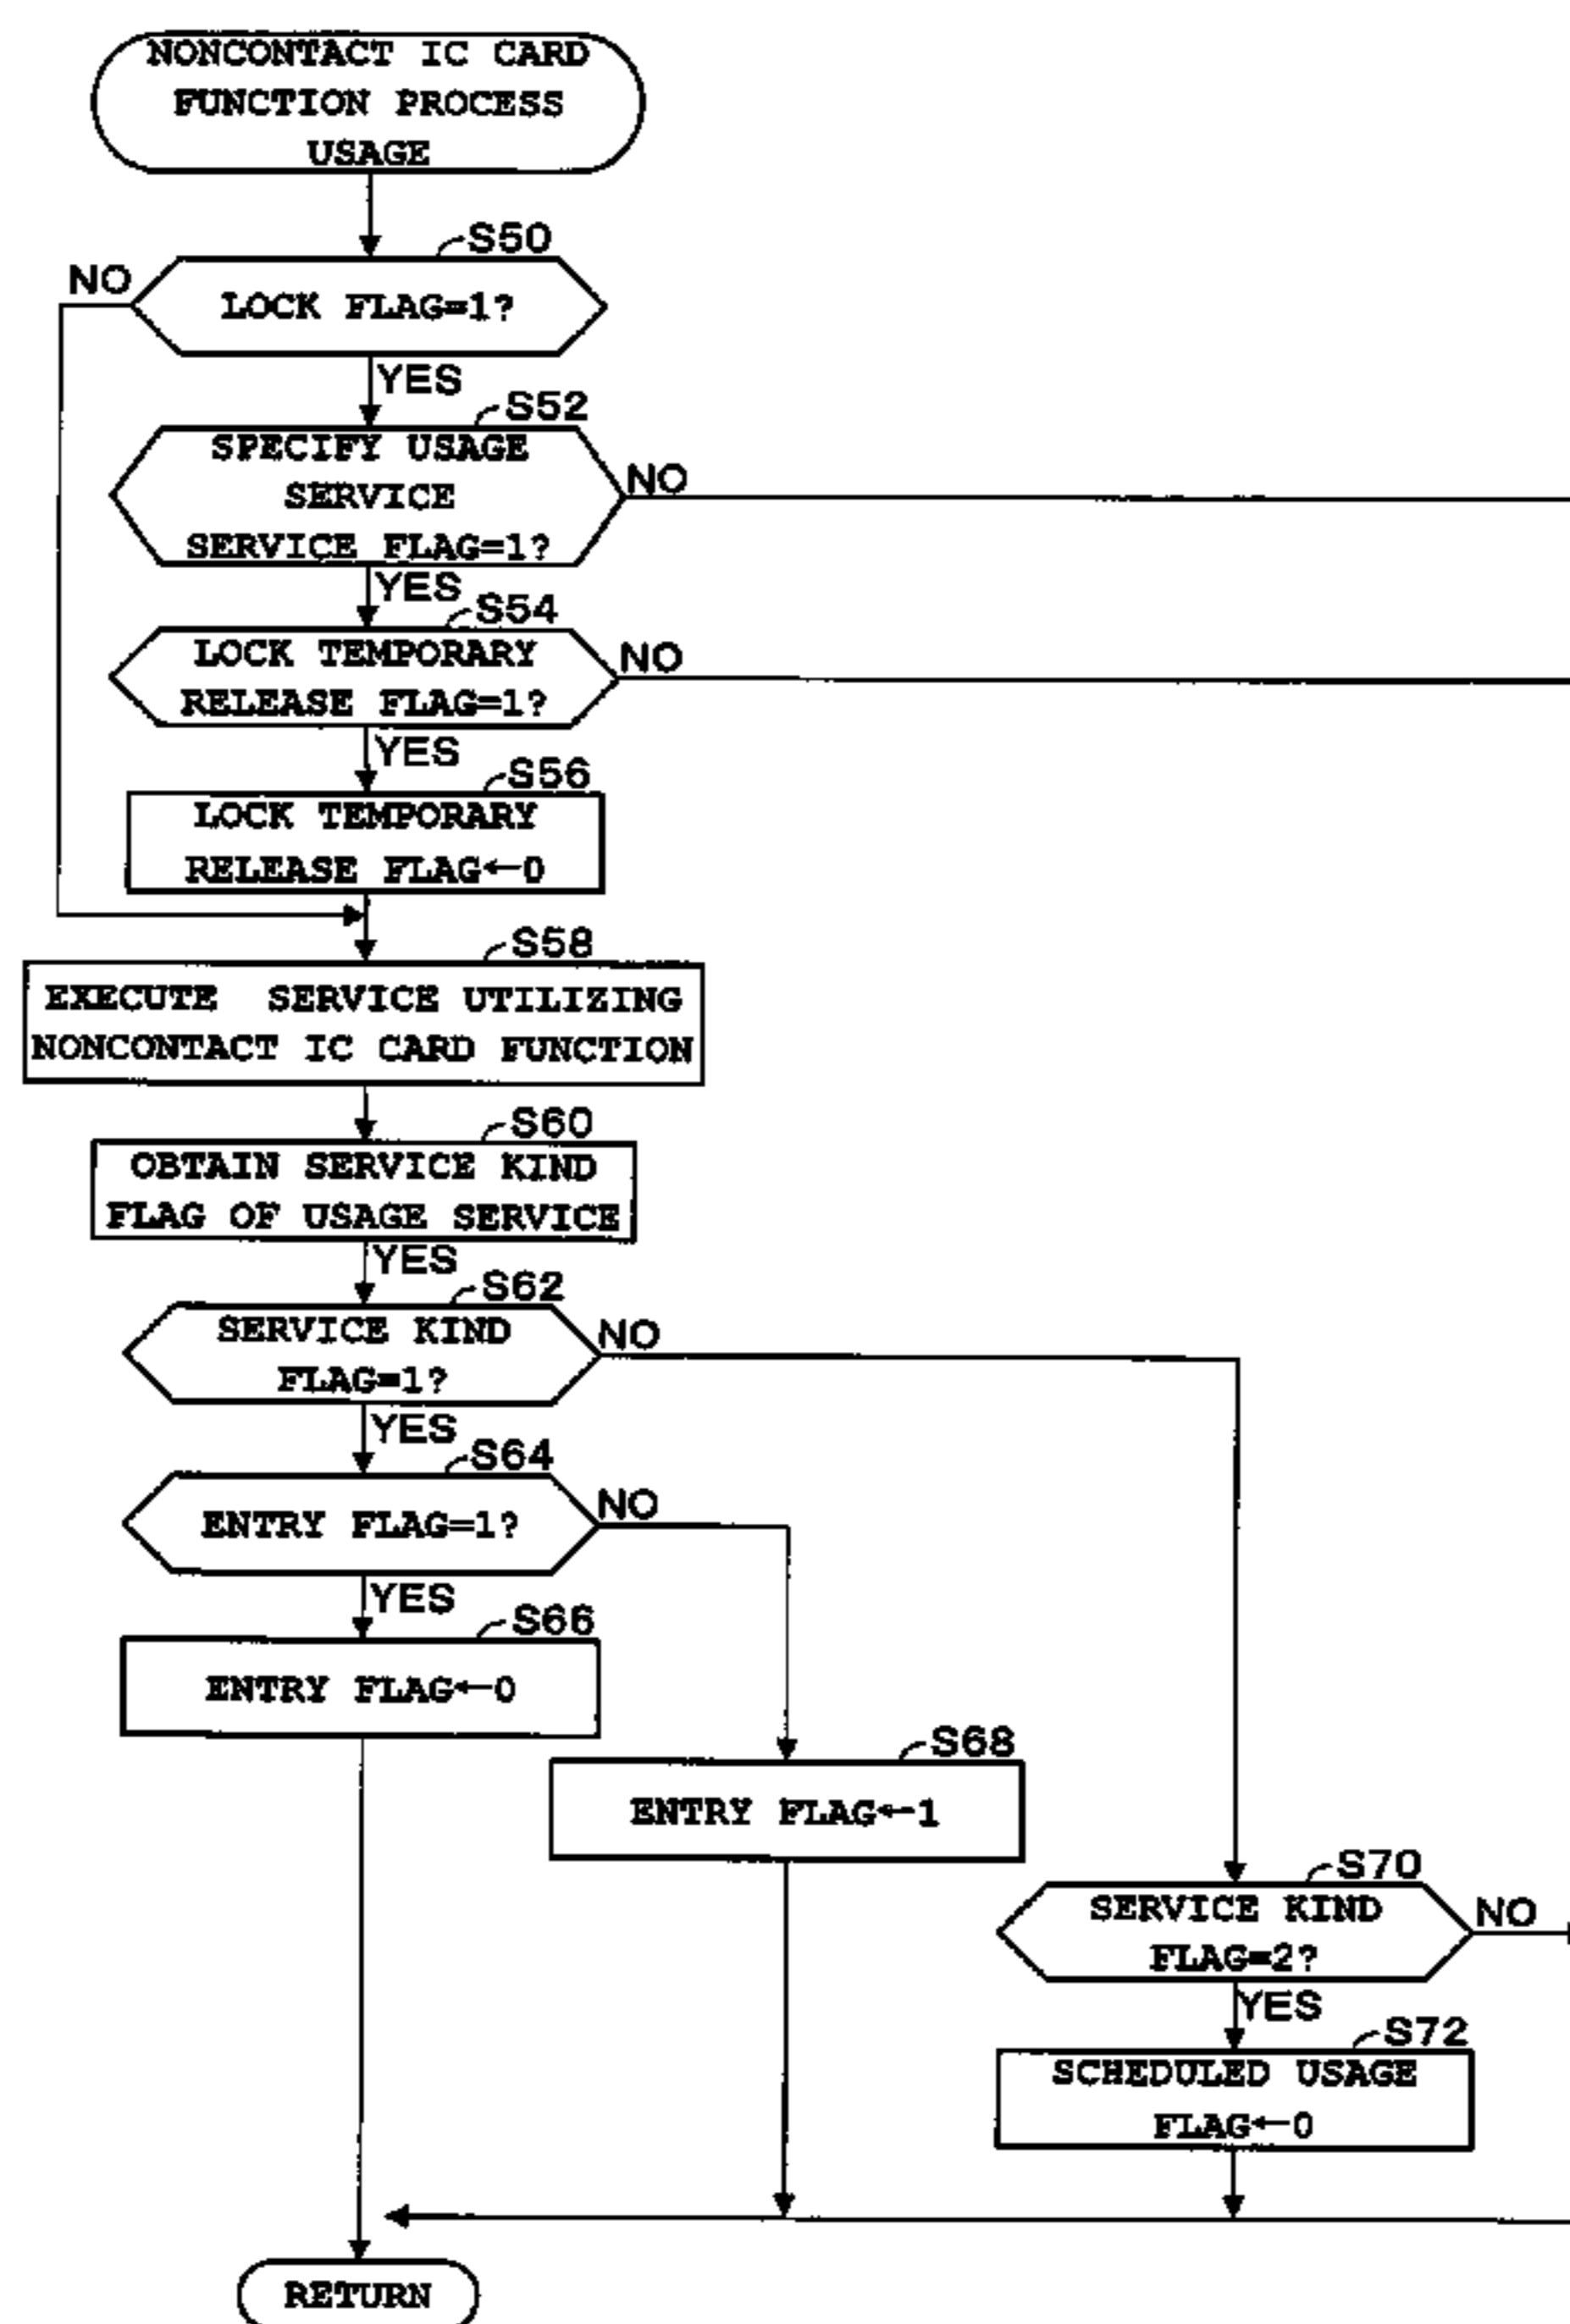 NONCONTACT IC CARD
FUNCTION PROCESS
USAGE
S50
NO
LOCK FLAG=1?
YES
S52
SPECIFY USAGE
SERVICE
SERVICE FLAG=1?
NO
YES
S54
LOCK TEMPORARY
RELEASE FLAG=1?
NO
YES
S56
LOCK TEMPORARY
RELEASE FLAG←0
S58
EXECUTE SERVICE UTILIZING
NONCONTACT IC CARD FUNCTION
S60
OBTAIN SERVICE KIND
FLAG OF USAGE SERVICE
YES
S62
SERVICE KIND
FLAG=1?
NO
YES
S64
ENTRY FLAG=1?
NO
YES
S66
ENTRY FLAG←0
S68
ENTRY FLAG←1
S70
SERVICE KIND
FLAG=2?
NO
YES
S72
SCHEDULED USAGE
FLAG←0
RETURN